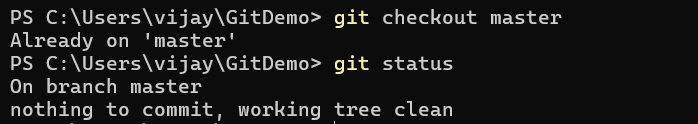 PS C:\Users\vijay\GitDemo> git checkout master
Already on 'master'
PS C:\Users\vijay\GitDemo> git status
On branch master
nothing to commit, working tree clean